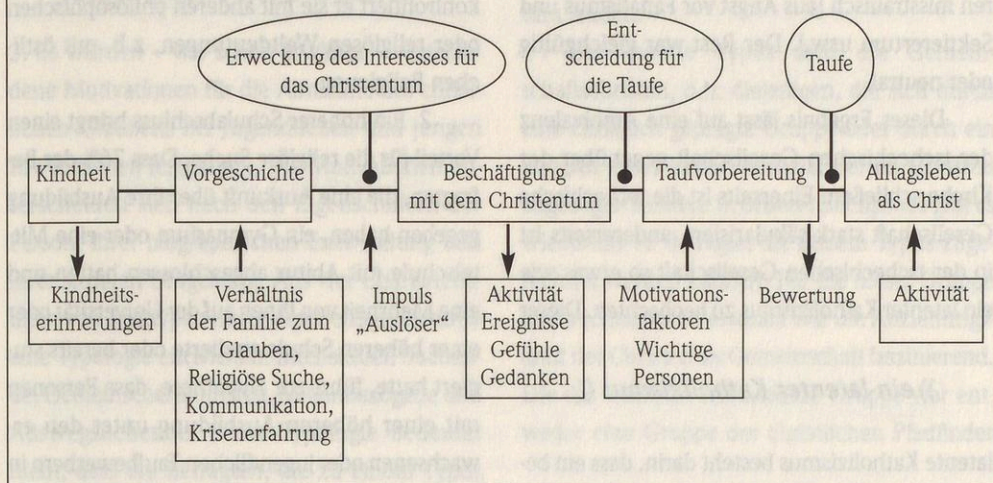 Erweckung des Interesses für
das Christentum
Ent-
scheidung für
die Taufe
Taufe
Kindheit
Vorgeschichte
Beschäftigung
mit dem Christentum
Taufvorbereitung
Alltagsleben
als Christ
Kindheits-
erinnerungen
Verhältnis
der Familie zum
Glauben,
Religiöse Suche,
Kommunikation,
Krisenerfahrung
Impuls
„Auslöser"
Aktivität
Ereignisse
Gefühle
Gedanken
Motivations-
faktoren
Wichtige
Personen
Bewertung
Aktivität